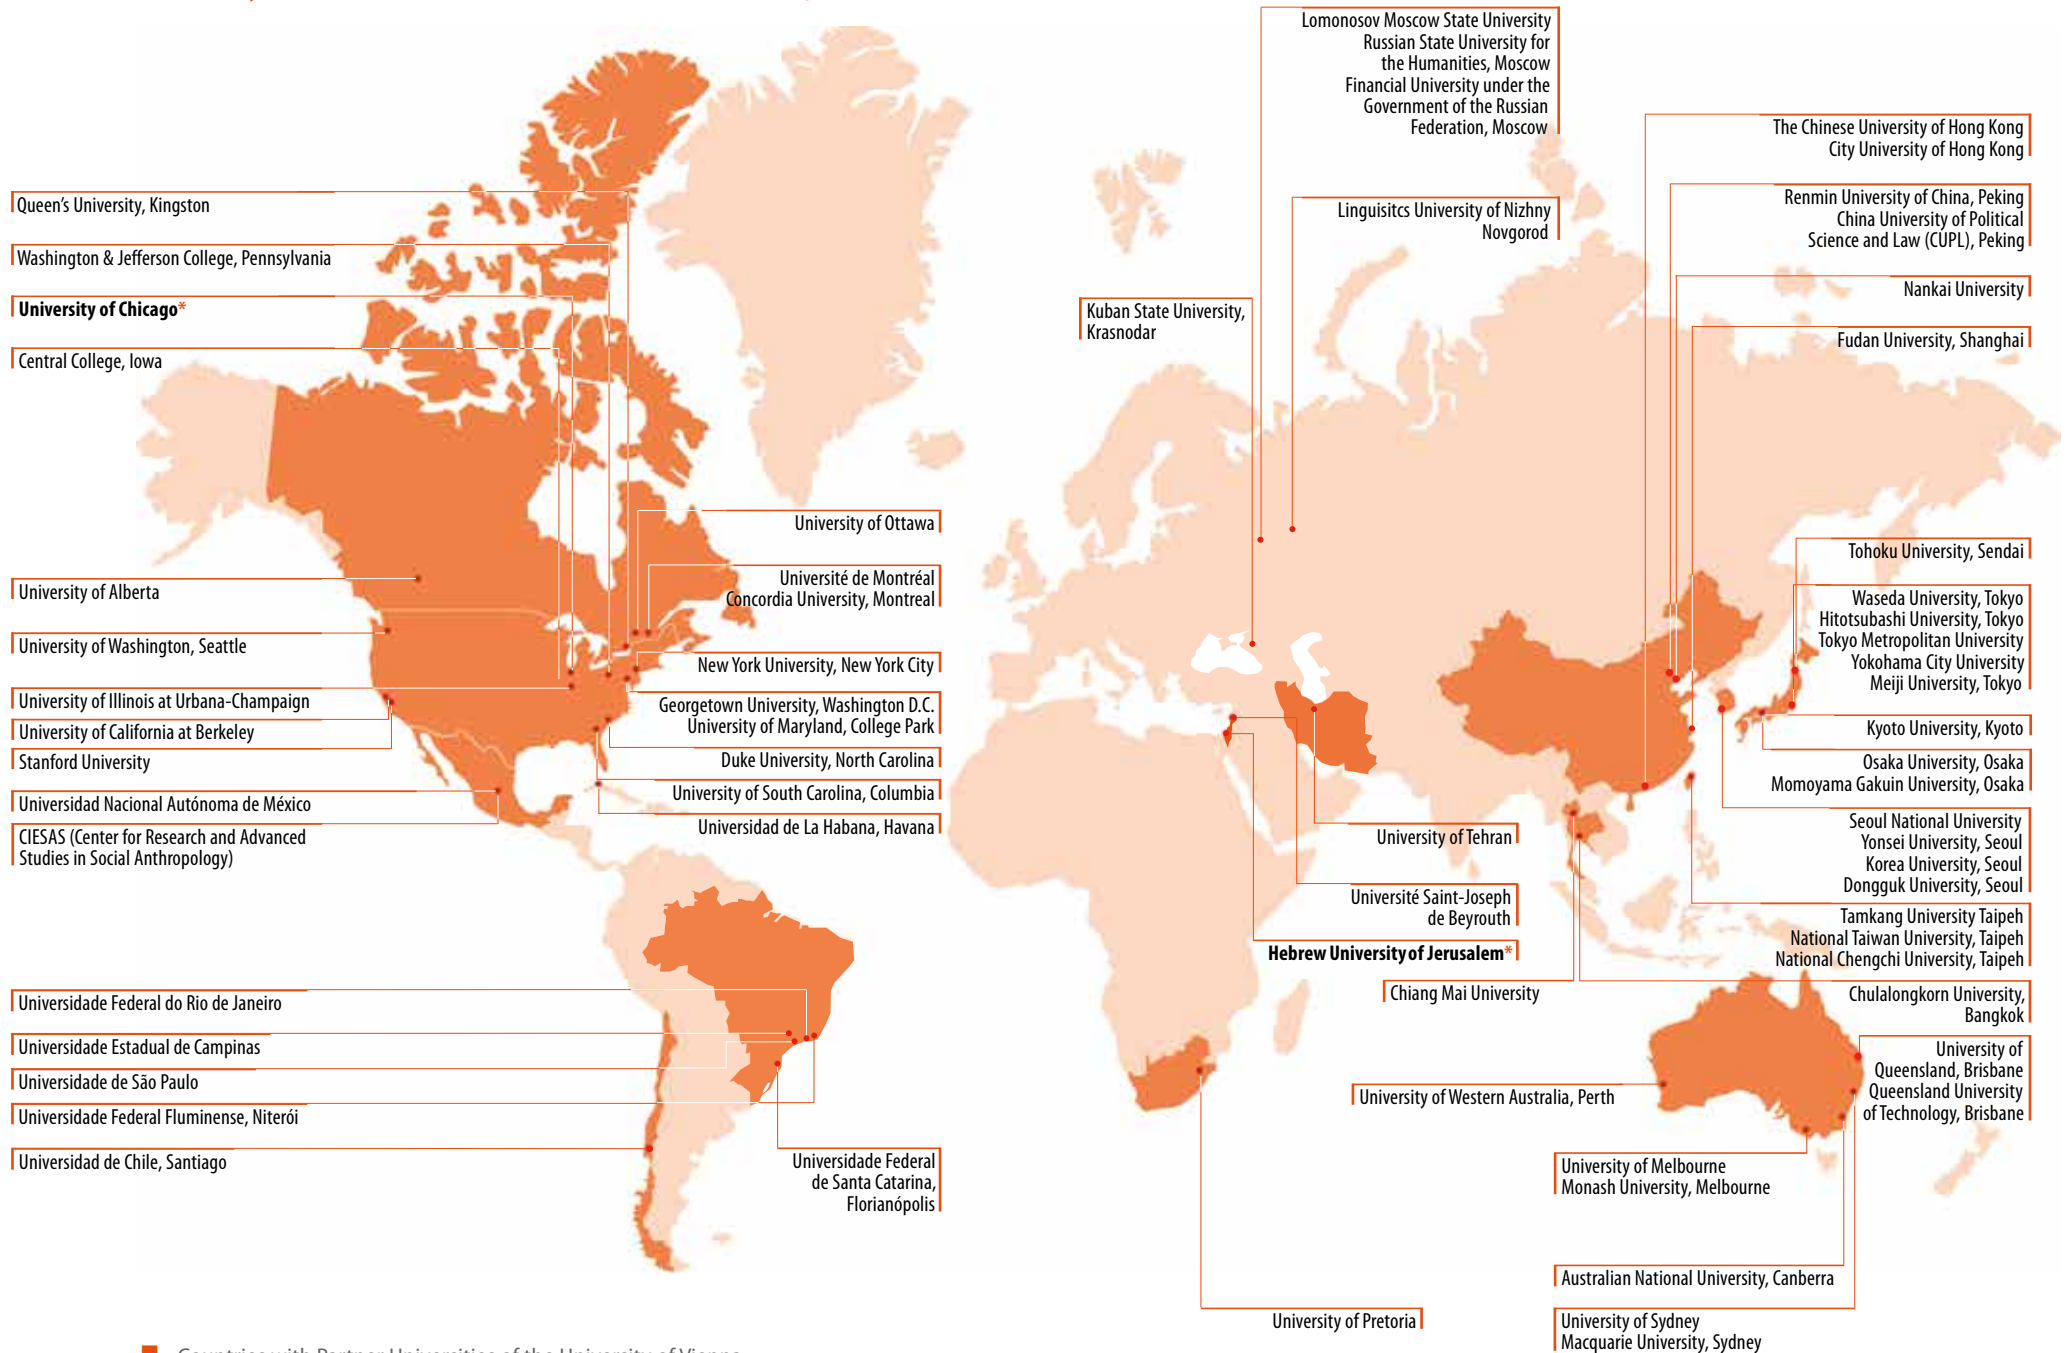 Queen's University, Kingston
Washington & Jefferson College, Pennsylvania
University of Chicago*
Central College, Iowa
University of Alberta
University of Washington, Seattle
University of Illinois at Urbana-Champaign
University of California at Berkeley
Stanford University
Universidad Nacional Autónoma de México
CIESAS (Center for Research and Advanced
Studies in Social Anthropology)
Universidade Federal do Rio de Janeiro
Universidade Estadual de Campinas
Universidade de São Paulo
Universidade Federal Fluminense, Niterói
Universidad de Chile, Santiago
University of Ottawa
Université de Montréal
Concordia University, Montreal
New York University, New York City
Georgetown University, Washington D.C.
University of Maryland, College Park
Duke University, North Carolina
University of South Carolina, Columbia
Universidad de La Habana, Havana
Universidade Federal
de Santa Catarina,
Florianópolis
Lomonosov Moscow State University
Russian State University for
the Humanities, Moscow
Financial University under the
Government of the Russian
Federation, Moscow
Linguisitcs University of Nizhny
Novgorod
Kuban State University,
Krasnodar
The Chinese University of Hong Kong
City University of Hong Kong
Renmin University of China, Peking
China University of Political
Science and Law (CUPL), Peking
Nankai University
Fudan University, Shanghai
Tohoku University, Sendai
Waseda University, Tokyo
Hitotsubashi University, Tokyo
Tokyo Metropolitan University
Yokohama City University
Meiji University, Tokyo
Kyoto University, Kyoto
Osaka University, Osaka
Momoyama Gakuin University, Osaka
Seoul National University
Yonsei University, Seoul
Korea University, Seoul
Dongguk University, Seoul
Tamkang University Taipeh
National Taiwan University, Taipeh
National Chengchi University, Taipeh
University of Tehran
Université Saint-Joseph
de Beyrouth
Hebrew University of Jerusalem*
Chiang Mai University
Chulalongkorn University,
Bangkok
University of
Queensland, Brisbane
Queensland University
of Technology, Brisbane
University of Western Australia, Perth
University of Melbourne
Monash University, Melbourne
Australian National University, Canberra
University of Pretoria
University of Sydney
Macquarie University, Sydney
Countries with Partner Universities of the University of Vienna